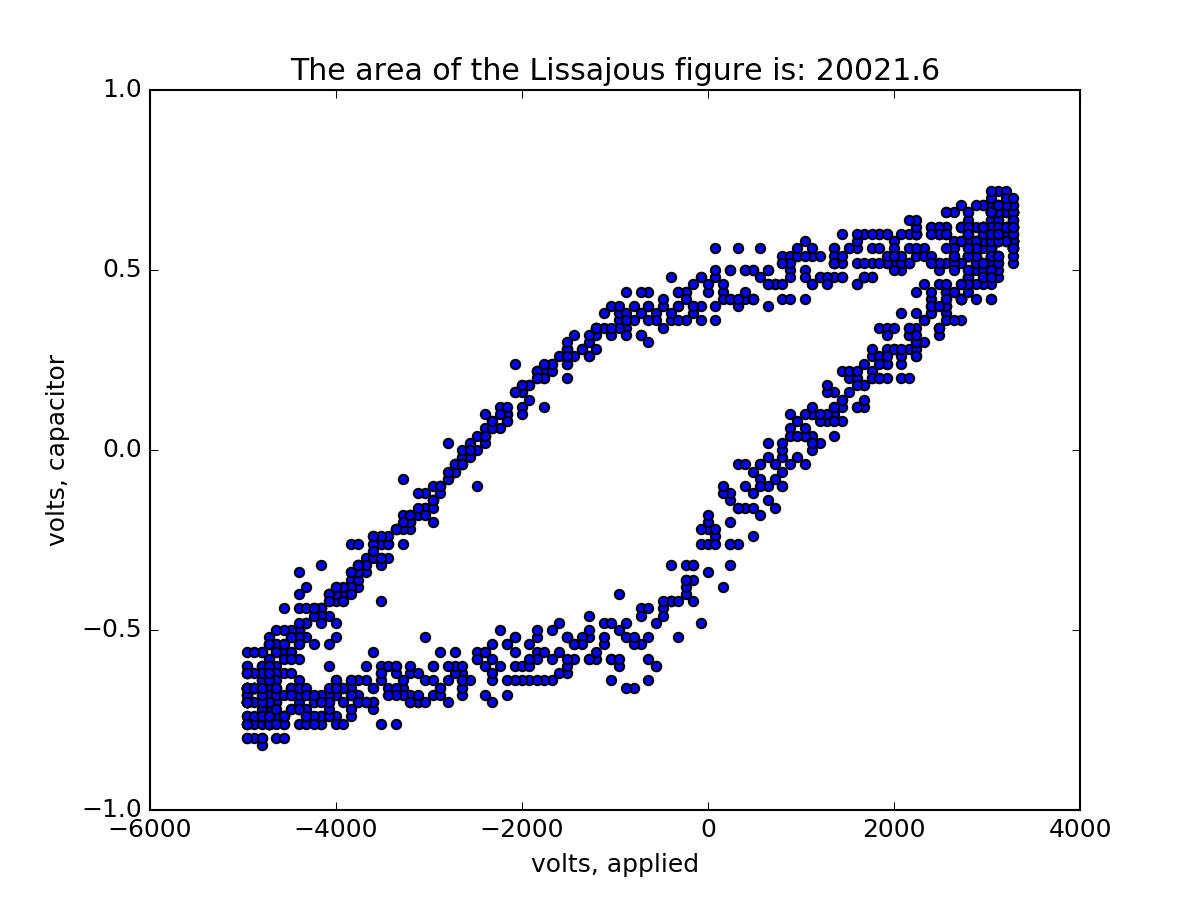 The area of the Lissajous figure is: 20021.6
1.0
0.5
0.0
−0.5
−1.0
volts, capacitor
−6000 −4000 −2000 0 2000 4000
volts, applied